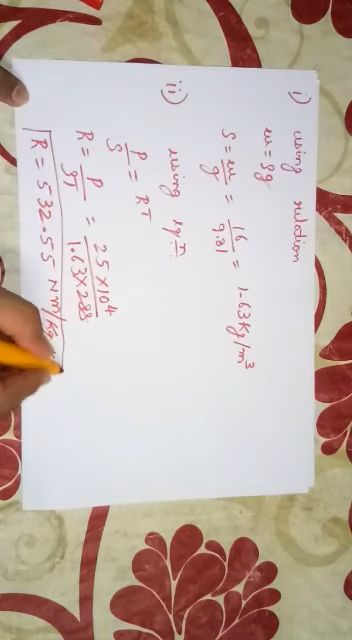 i) using relation
w = ρg
ρ = w/g = 16/9.81 = 1.63 kg/m³
ii) using eqn.
P/ρ = RT
R = P/ρT = 25×10⁴/1.63×288
R = 532.55 Nm/kg